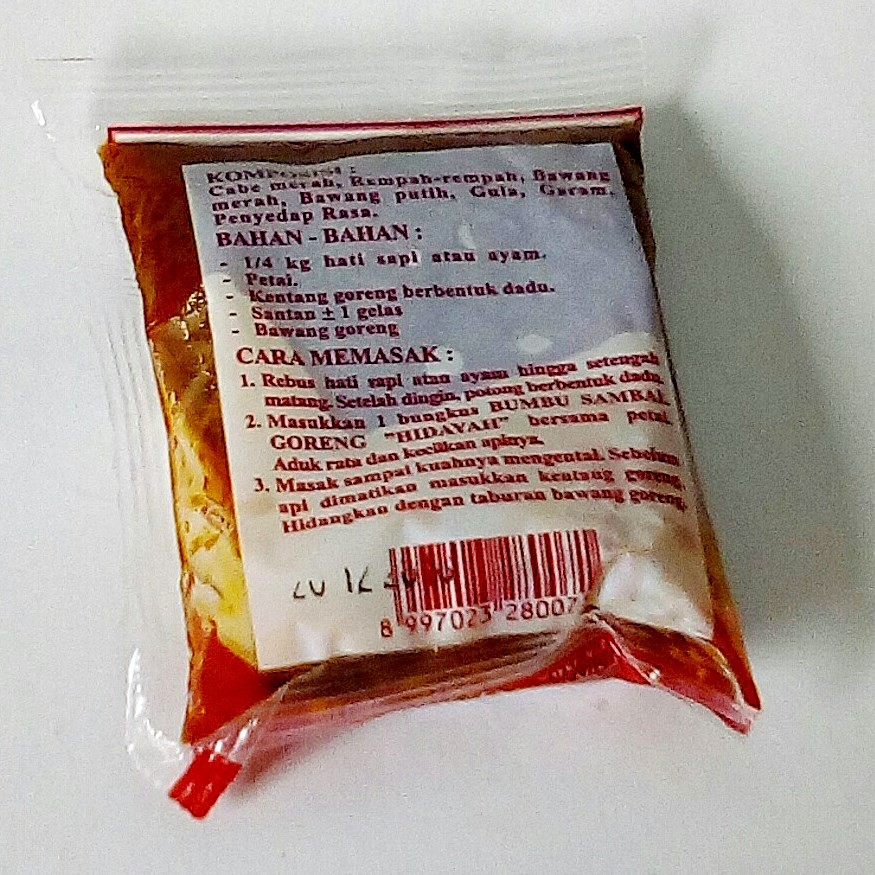 KOMPOSISI :
Cabe merah, Rempah-rempah, Bawang
merah, Bawang putih, Gula, Garam,
Penyedap Rasa.
BAHAN - BAHAN :
- 1/4 kg hati sapi atau ayam.
- Petai.
- Kentang goreng berbentuk dadu.
- Santan ± 1 gelas
- Bawang goreng
CARA MEMASAK :
1. Rebus hati sapi atau ayam hingga setengah
matang. Setelah dingin, potong berbentuk dadu.
2. Masukkan 1 bungkus BUMBU SAMBAL
GORENG "HIDAYAH" bersama petai.
Aduk rata dan kecilkan apinya.
3. Masak sampai kuahnya mengental. Sebelum
api dimatikan masukkan kentang goreng.
Hidangkan dengan taburan bawang goreng.
8 997023 28007